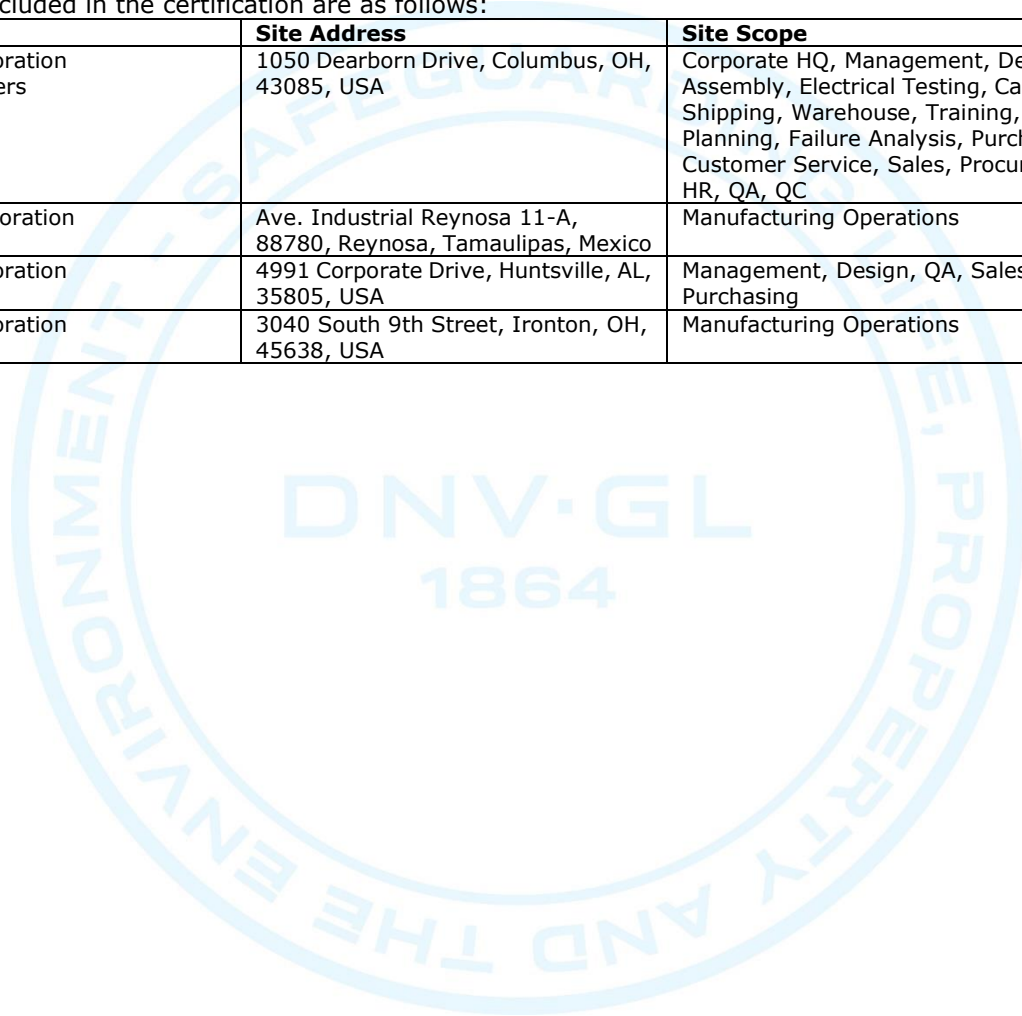 cluded in the certification are as follows:
Site Address
Site Scope
oration
ers
1050 Dearborn Drive, Columbus, OH,
43085, USA
Corporate HQ, Management, De
Assembly, Electrical Testing, Ca
Shipping, Warehouse, Training,
Planning, Failure Analysis, Purch
Customer Service, Sales, Procur
HR, QA, QC
oration
Ave. Industrial Reynosa 11-A,
88780, Reynosa, Tamaulipas, Mexico
Manufacturing Operations
oration
4991 Corporate Drive, Huntsville, AL,
35805, USA
Management, Design, QA, Sales
Purchasing
oration
3040 South 9th Street, Ironton, OH,
45638, USA
Manufacturing Operations
SAFEGUARDING LIFE, PROPERTY AND THE ENVIRONMENT
DNV·GL
1864